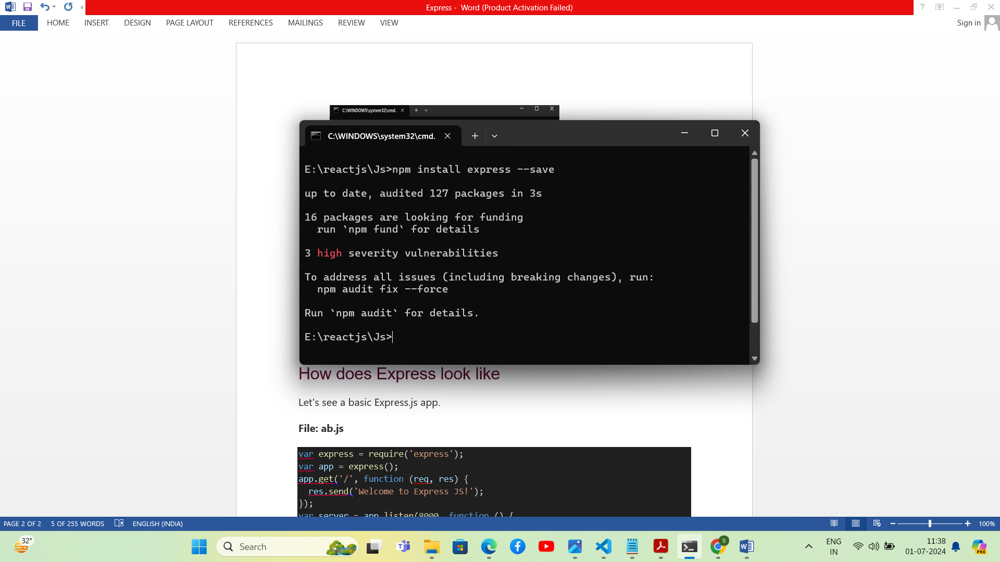 Express - Word (Product Activation Failed)
FILE HOME INSERT DESIGN PAGE LAYOUT REFERENCES MAILINGS REVIEW VIEW
Sign in
C:\WINDOWS\system32\cmd.
C:\WINDOWS\system32\cmd.
E:\reactjs\Js>npm install express --save
up to date, audited 127 packages in 3s
16 packages are looking for funding
run `npm fund` for details
3 high severity vulnerabilities
To address all issues (including breaking changes), run:
npm audit fix --force
Run `npm audit` for details.
E:\reactjs\Js>
How does Express look like
Let's see a basic Express.js app.
File: ab.js
var express = require('express');
var app = express();
app.get('/', function (req, res) {
res.send('Welcome to Express JS!');
});
var server = app.listen(8000, function () {
PAGE 2 OF 2 5 OF 255 WORDS ENGLISH (INDIA) 100%
32°
Search
ENG
IN
11:38
01-07-2024
PRE
S